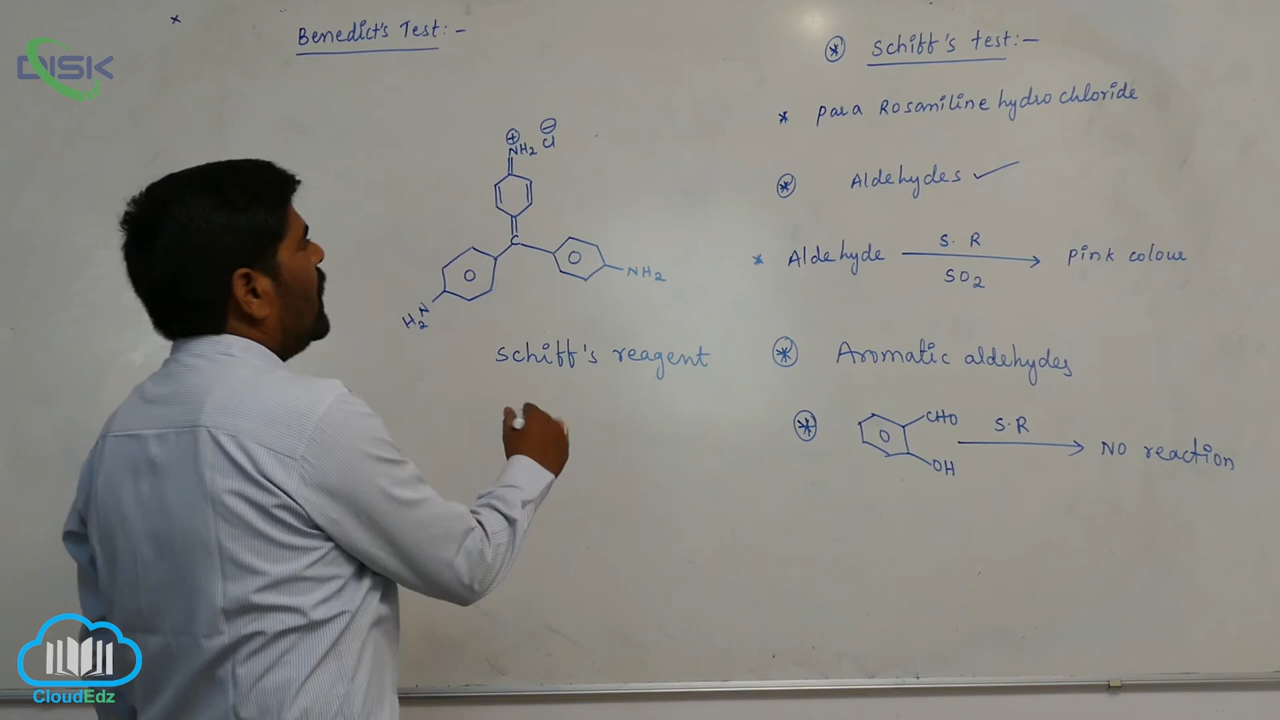 DISK
* Benedict's Test:-
⊕
NH2 Cl ⊖
NH2
H2N
Schiff's reagent
⊛ Schiff's test:-
* para Rosaniline hydrochloride
⊛ Aldehydes ✓
* Aldehyde S.R SO2 → pink colour
⊛ Aromatic aldehydes
⊛ CHO OH S.R → NO reaction
CloudEdz